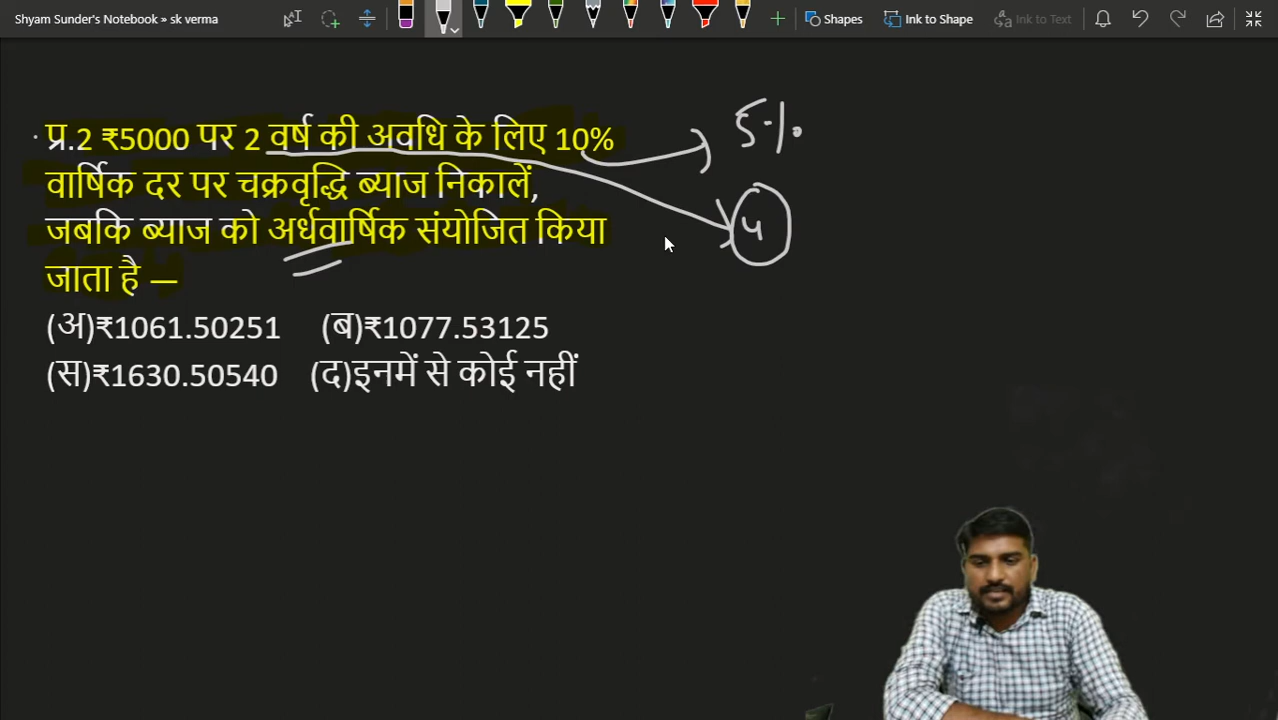 Shyam Sunder's Notebook » sk verma
Shapes
Ink to Shape
Ink to Text
प्र.2 ₹5000 पर 2 वर्ष की अवधि के लिए 10%
5%
वार्षिक दर पर चक्रवृद्धि ब्याज निकालें,
जबकि ब्याज को अर्धवार्षिक संयोजित किया
4
जाता है —
(अ)₹1061.50251 (ब)₹1077.53125
(स)₹1630.50540 (द)इनमें से कोई नहीं